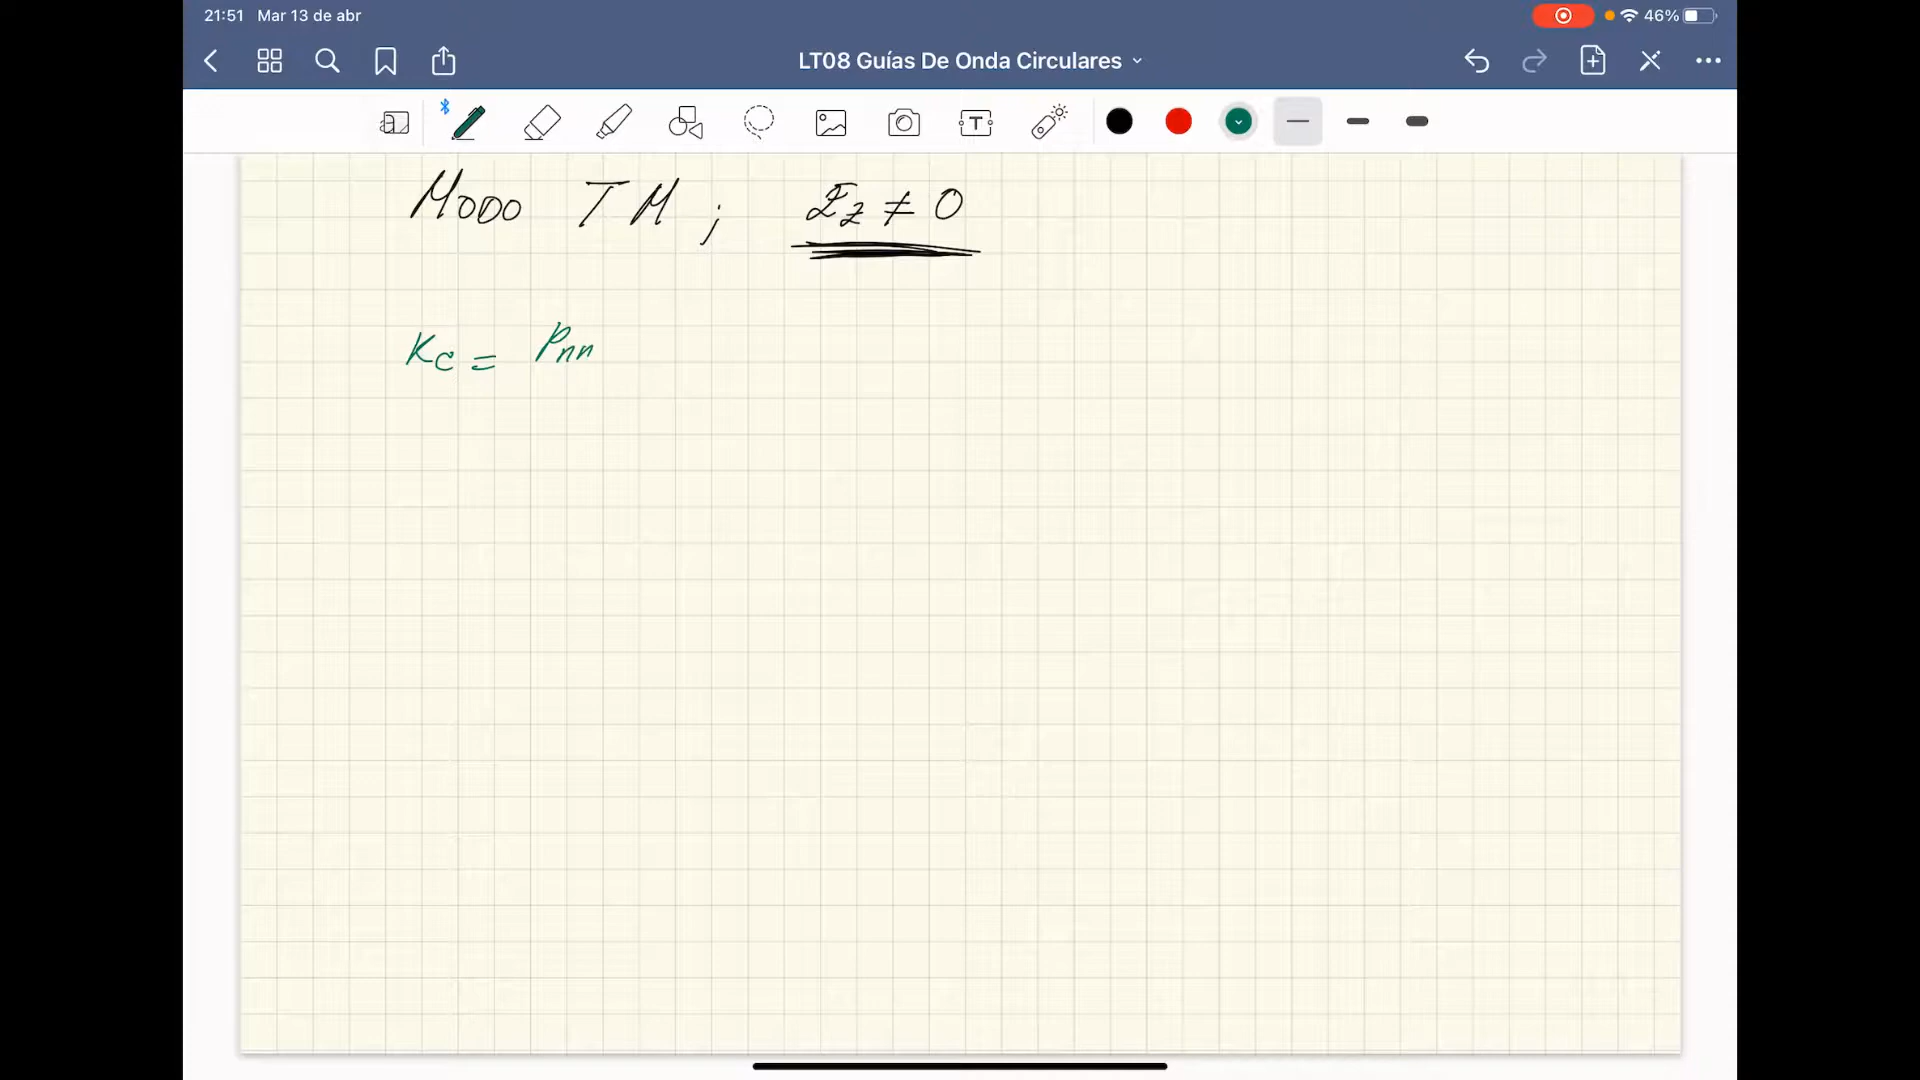 21:51 Mar 13 de abr 46%
LT08 Guías De Onda Circulares
MODO TM ; Ez ≠ 0
Kc = Pnn